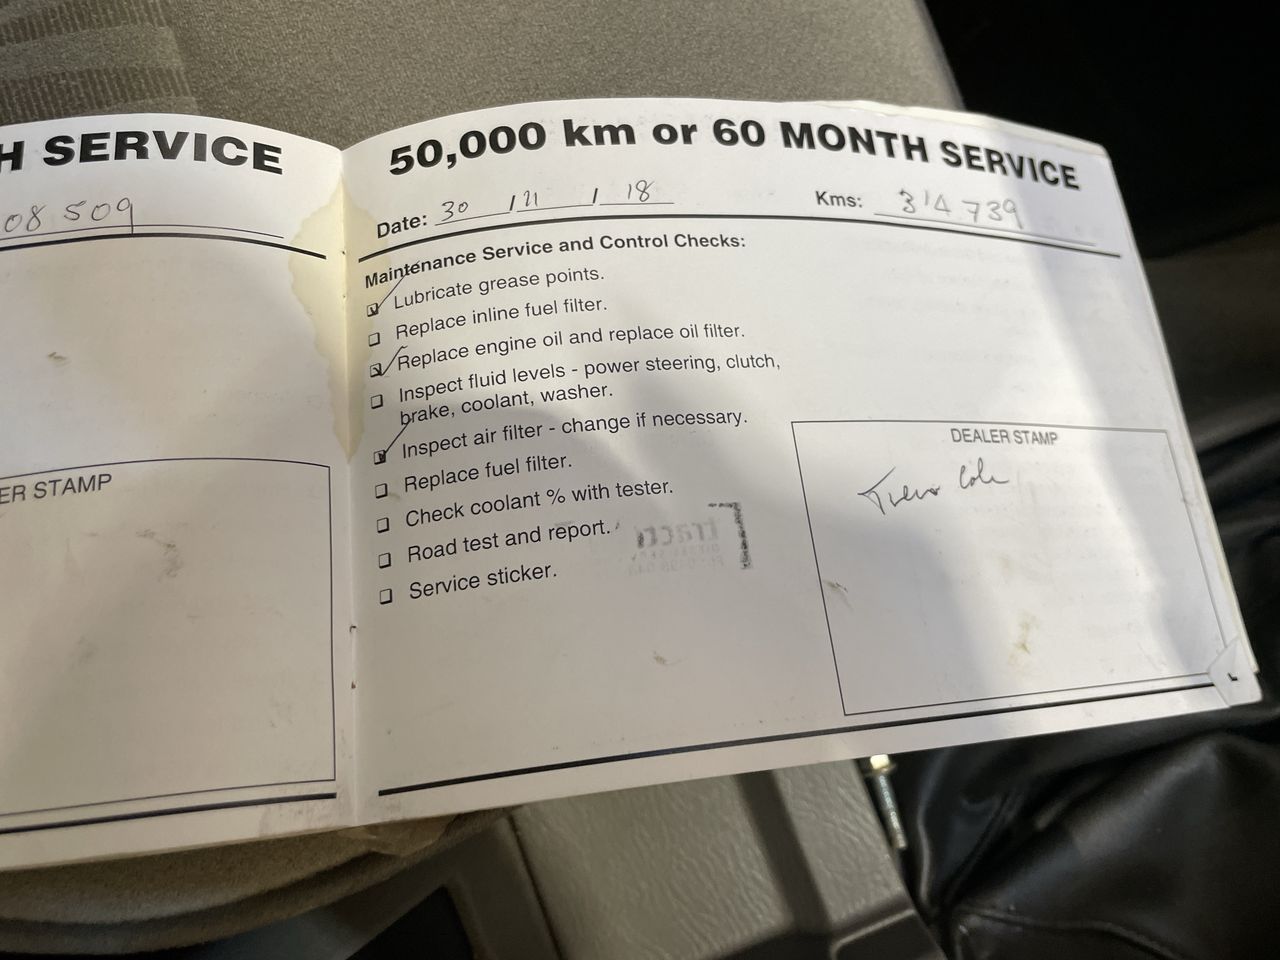 H SERVICE
08 509
ER STAMP
50,000 km or 60 MONTH SERVICE
Date: 30 / 11 / 18 Kms: 314 739
Maintenance Service and Control Checks:
Lubricate grease points.
Replace inline fuel filter.
Replace engine oil and replace oil filter.
Inspect fluid levels - power steering, clutch,
brake, coolant, washer.
Inspect air filter - change if necessary.
Replace fuel filter.
Check coolant % with tester.
Road test and report.
Service sticker.
DEALER STAMP
Trevor Cole